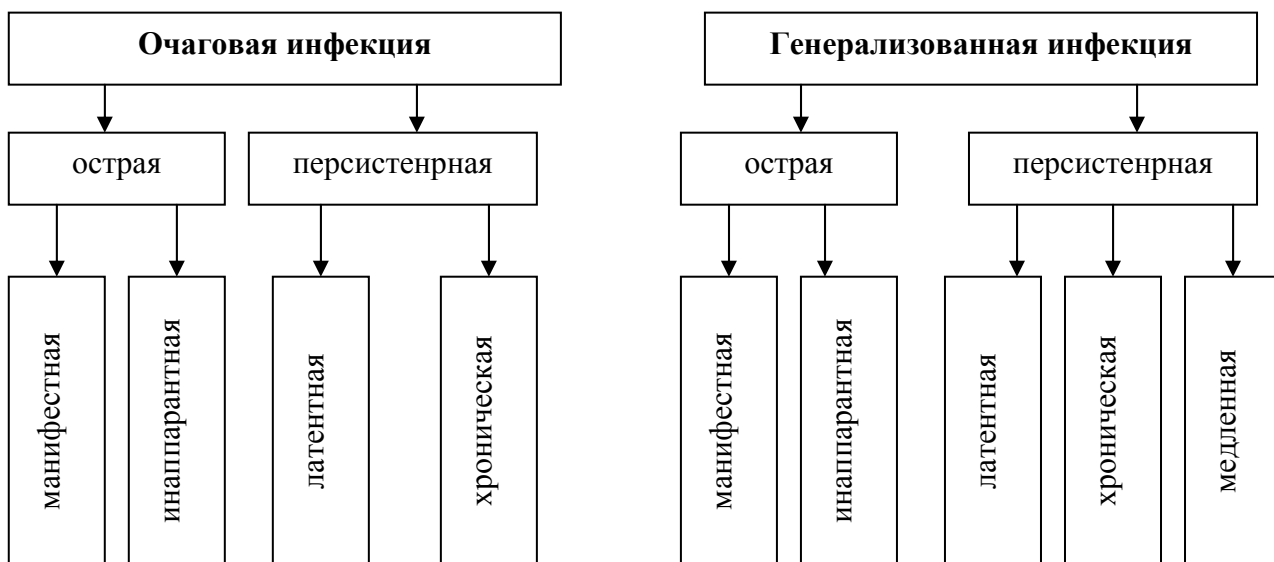 Очаговая инфекция
Генерализованная инфекция
острая
персистенрная
острая
персистенрная
манифестная
инаппарантная
латентная
хроническая
манифестная
инаппарантная
латентная
хроническая
медленная